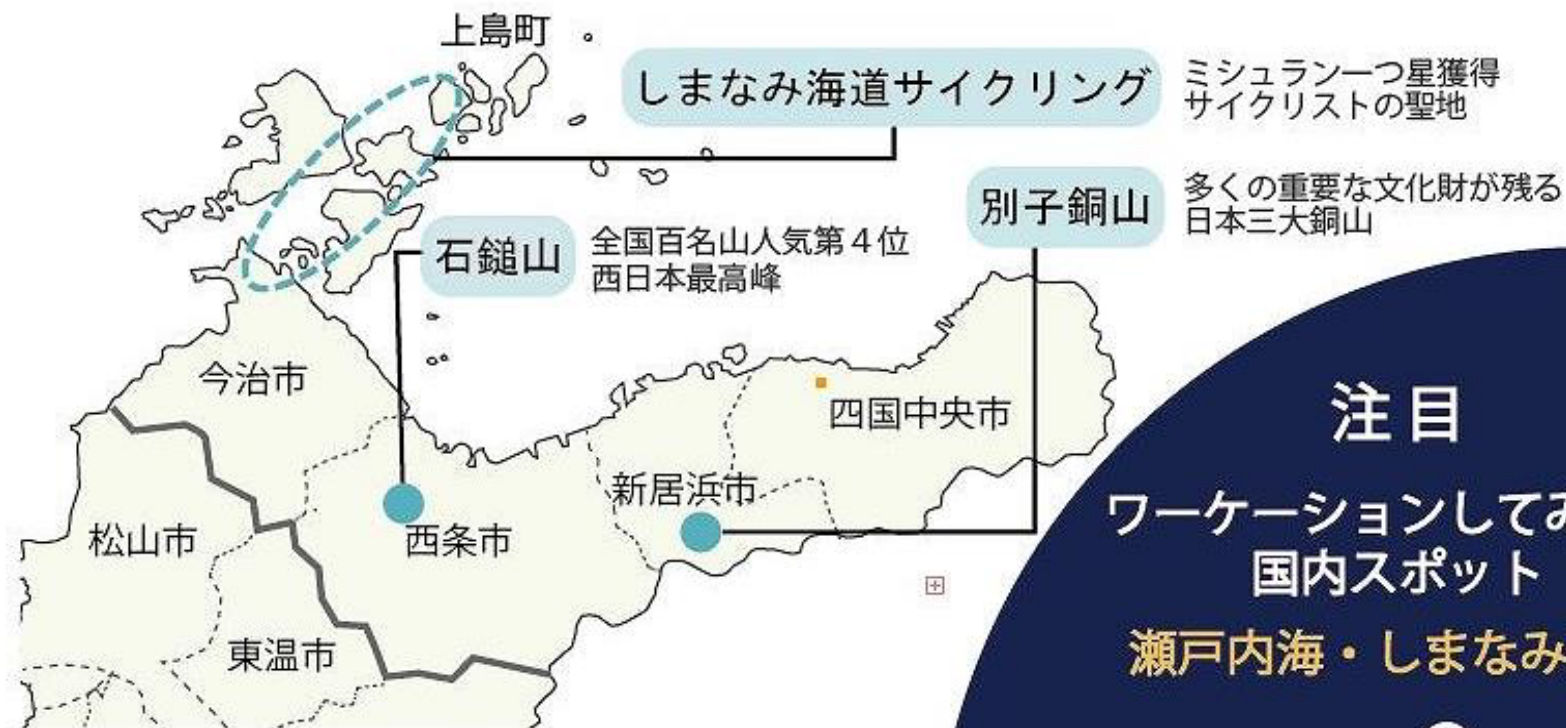 上島町
しまなみ海道サイクリング
ミシュラン一つ星獲得
サイクリストの聖地
別子銅山
多くの重要な文化財が残る
日本三大銅山
石鎚山
全国百名山人気第４位
西日本最高峰
今治市
四国中央市
新居浜市
西条市
松山市
東温市
注目
ワーケーションしてみ
国内スポット
瀬戸内海・しまなみ